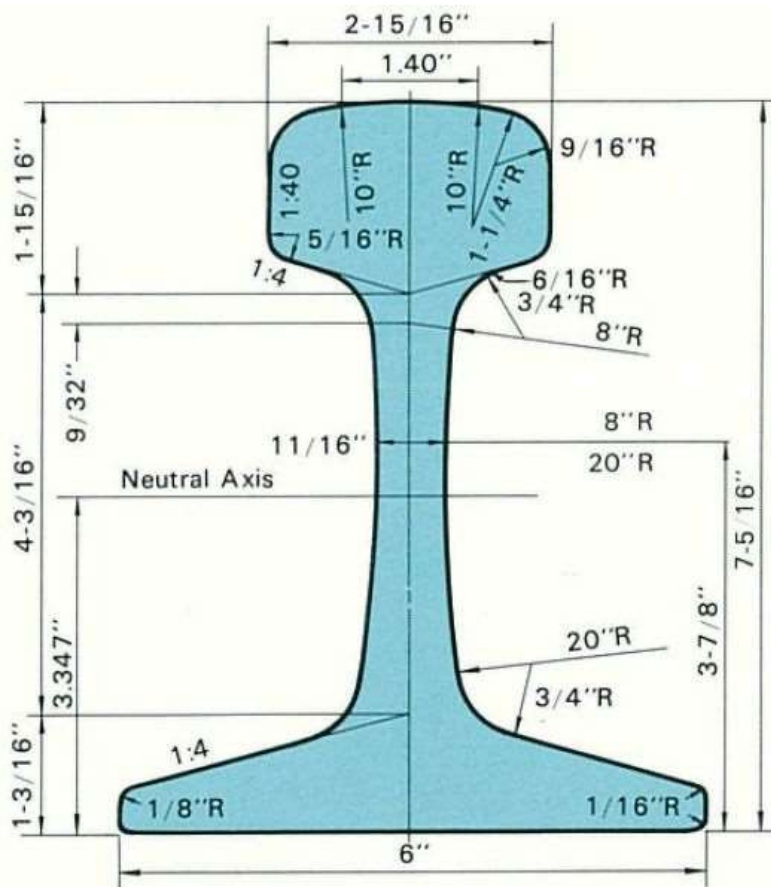 2-15/16"
1.40"
1-15/16"
1:40
10"R
10"R
1-1/4"R
9/16"R
5/16"R
1:4
6/16"R
3/4"R
8"R
9/32"
11/16"
8"R
20"R
Neutral Axis
4-3/16"
7-5/16"
3.347"
3-7/8"
20"R
3/4"R
1:4
1-3/16"
1/8"R
1/16"R
6"